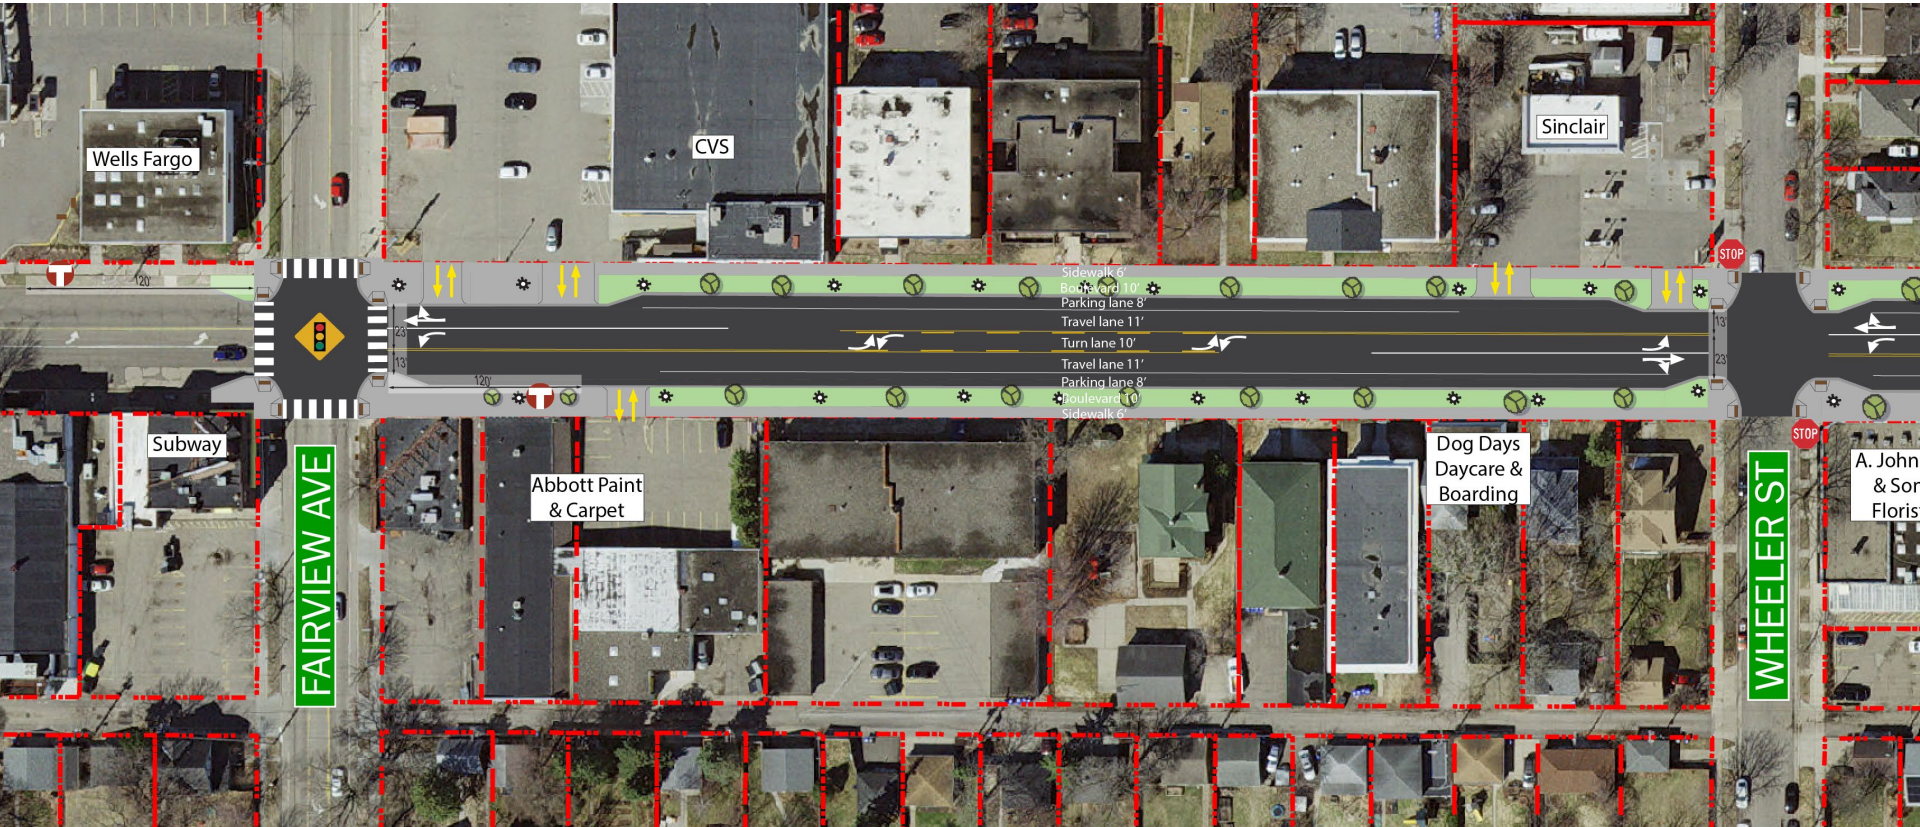 Wells Fargo
CVS
Sinclair
STOP
120'
T
Sidewalk 6'
Boulevard 10'
Parking lane 8'
Travel lane 11'
Turn lane 10'
Travel lane 11'
Parking lane 8'
Boulevard 10'
Sidewalk 6'
23'
13'
13'
23'
120'
T
STOP
Subway
FAIRVIEW AVE
Abbott Paint
& Carpet
Dog Days
Daycare &
Boarding
WHEELER ST
A. John
& Son
Floris